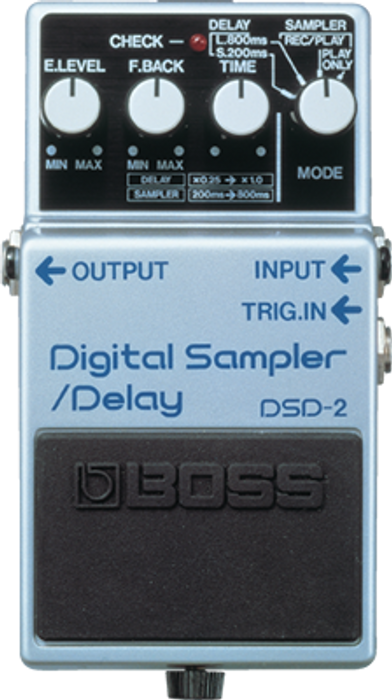 DELAY
SAMPLER
CHECK
L.800ms
REC/PLAY
S.200ms
PLAY
ONLY
E.LEVEL
F.BACK
TIME
MIN MAX
MIN MAX
MODE
DELAY ×0.25 → ×1.0
SAMPLER 200ms → 800ms
← OUTPUT
INPUT ←
TRIG.IN ←
Digital Sampler
/Delay
DSD-2
BOSS